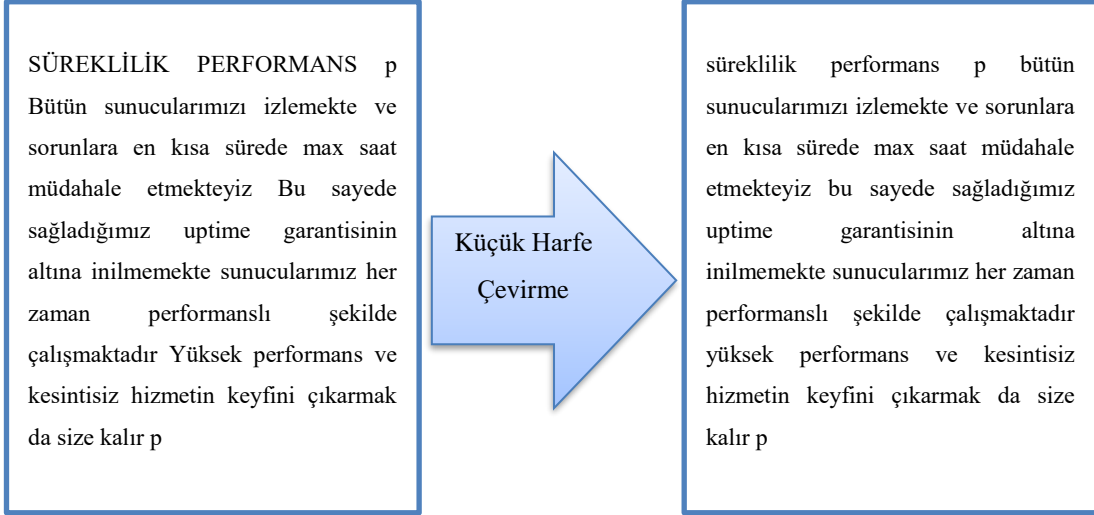 SÜREKLİLİK PERFORMANS p
Bütün sunucularımızı izlemekte ve
sorunlara en kısa sürede max saat
müdahale etmekteyiz Bu sayede
sağladığımız uptime garantisinin
altına inilmemekte sunucularımız her
zaman performanslı şekilde
çalışmaktadır Yüksek performans ve
kesintisiz hizmetin keyfini çıkarmak
da size kalır p
Küçük Harfe
Çevirme
süreklilik performans p bütün
sunucularımızı izlemekte ve sorunlara
en kısa sürede max saat müdahale
etmekteyiz bu sayede sağladığımız
uptime garantisinin altına
inilmemekte sunucularımız her zaman
performanslı şekilde çalışmaktadır
yüksek performans ve kesintisiz
hizmetin keyfini çıkarmak da size
kalır p